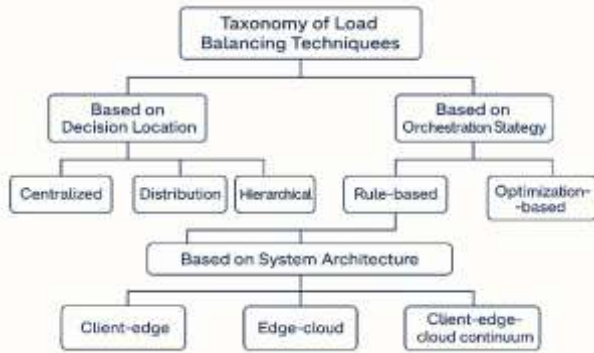 Taxonomy of Load
Balancing Techniquees
Based on
Decision Location
Based on
Orchestration Stategy
Centralized
Distribution
Hierarchical
Rule-based
Optimization-
-based
Based on System Architecture
Client-edge
Edge-cloud
Client-edge-
cloud continuum